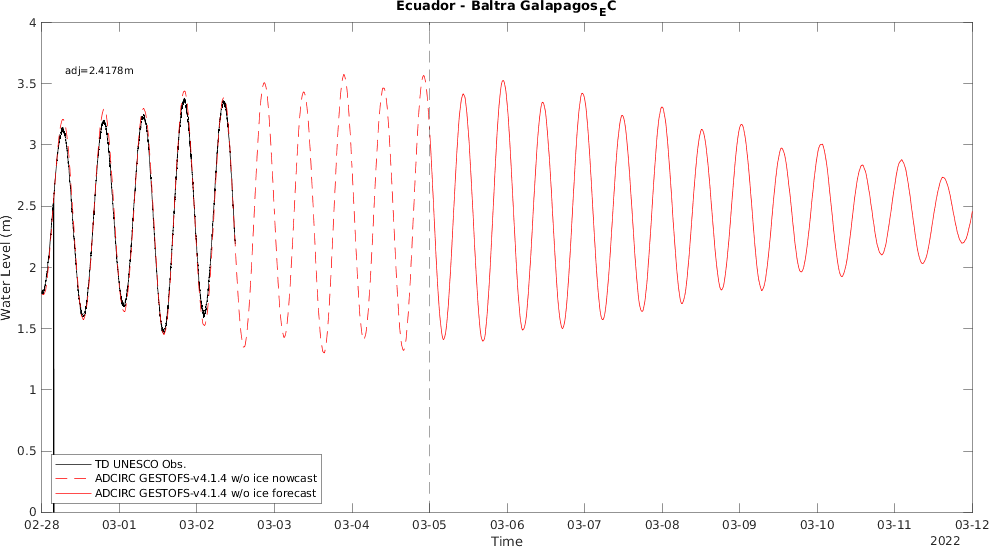 Ecuador - Baltra Galapagos_EC
adj=2.4178m
4
3.5
3
2.5
2
1.5
1
0.5
0
Water Level (m)
TD UNESCO Obs.
ADCIRC GESTOFS-v4.1.4 w/o ice nowcast
ADCIRC GESTOFS-v4.1.4 w/o ice forecast
02-28 03-01 03-02 03-03 03-04 03-05 03-06 03-07 03-08 03-09 03-10 03-11 03-12
Time
2022